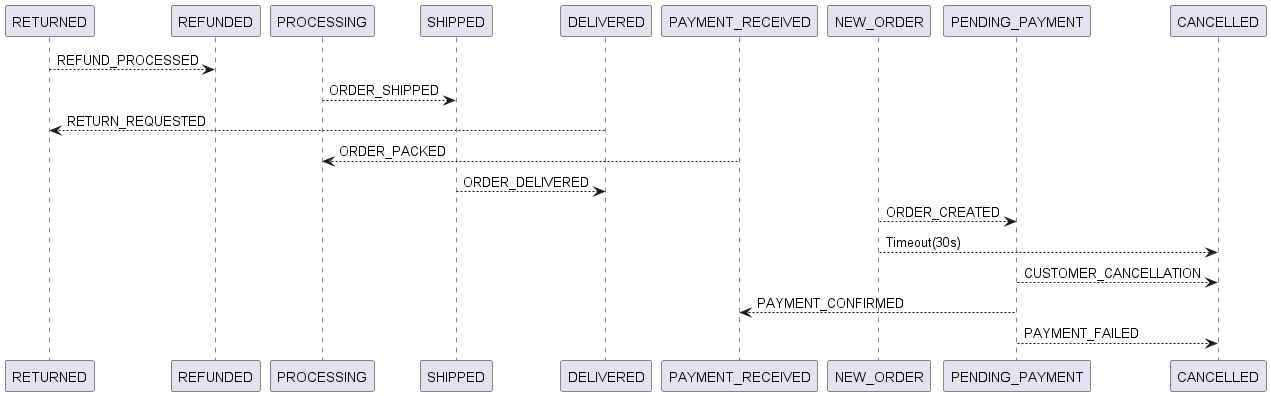 RETURNED REFUNDED PROCESSING SHIPPED DELIVERED PAYMENT_RECEIVED NEW_ORDER PENDING_PAYMENT CANCELLED
REFUND_PROCESSED
ORDER_SHIPPED
RETURN_REQUESTED
ORDER_PACKED
ORDER_DELIVERED
ORDER_CREATED
Timeout(30s)
CUSTOMER_CANCELLATION
PAYMENT_CONFIRMED
PAYMENT_FAILED
RETURNED REFUNDED PROCESSING SHIPPED DELIVERED PAYMENT_RECEIVED NEW_ORDER PENDING_PAYMENT CANCELLED